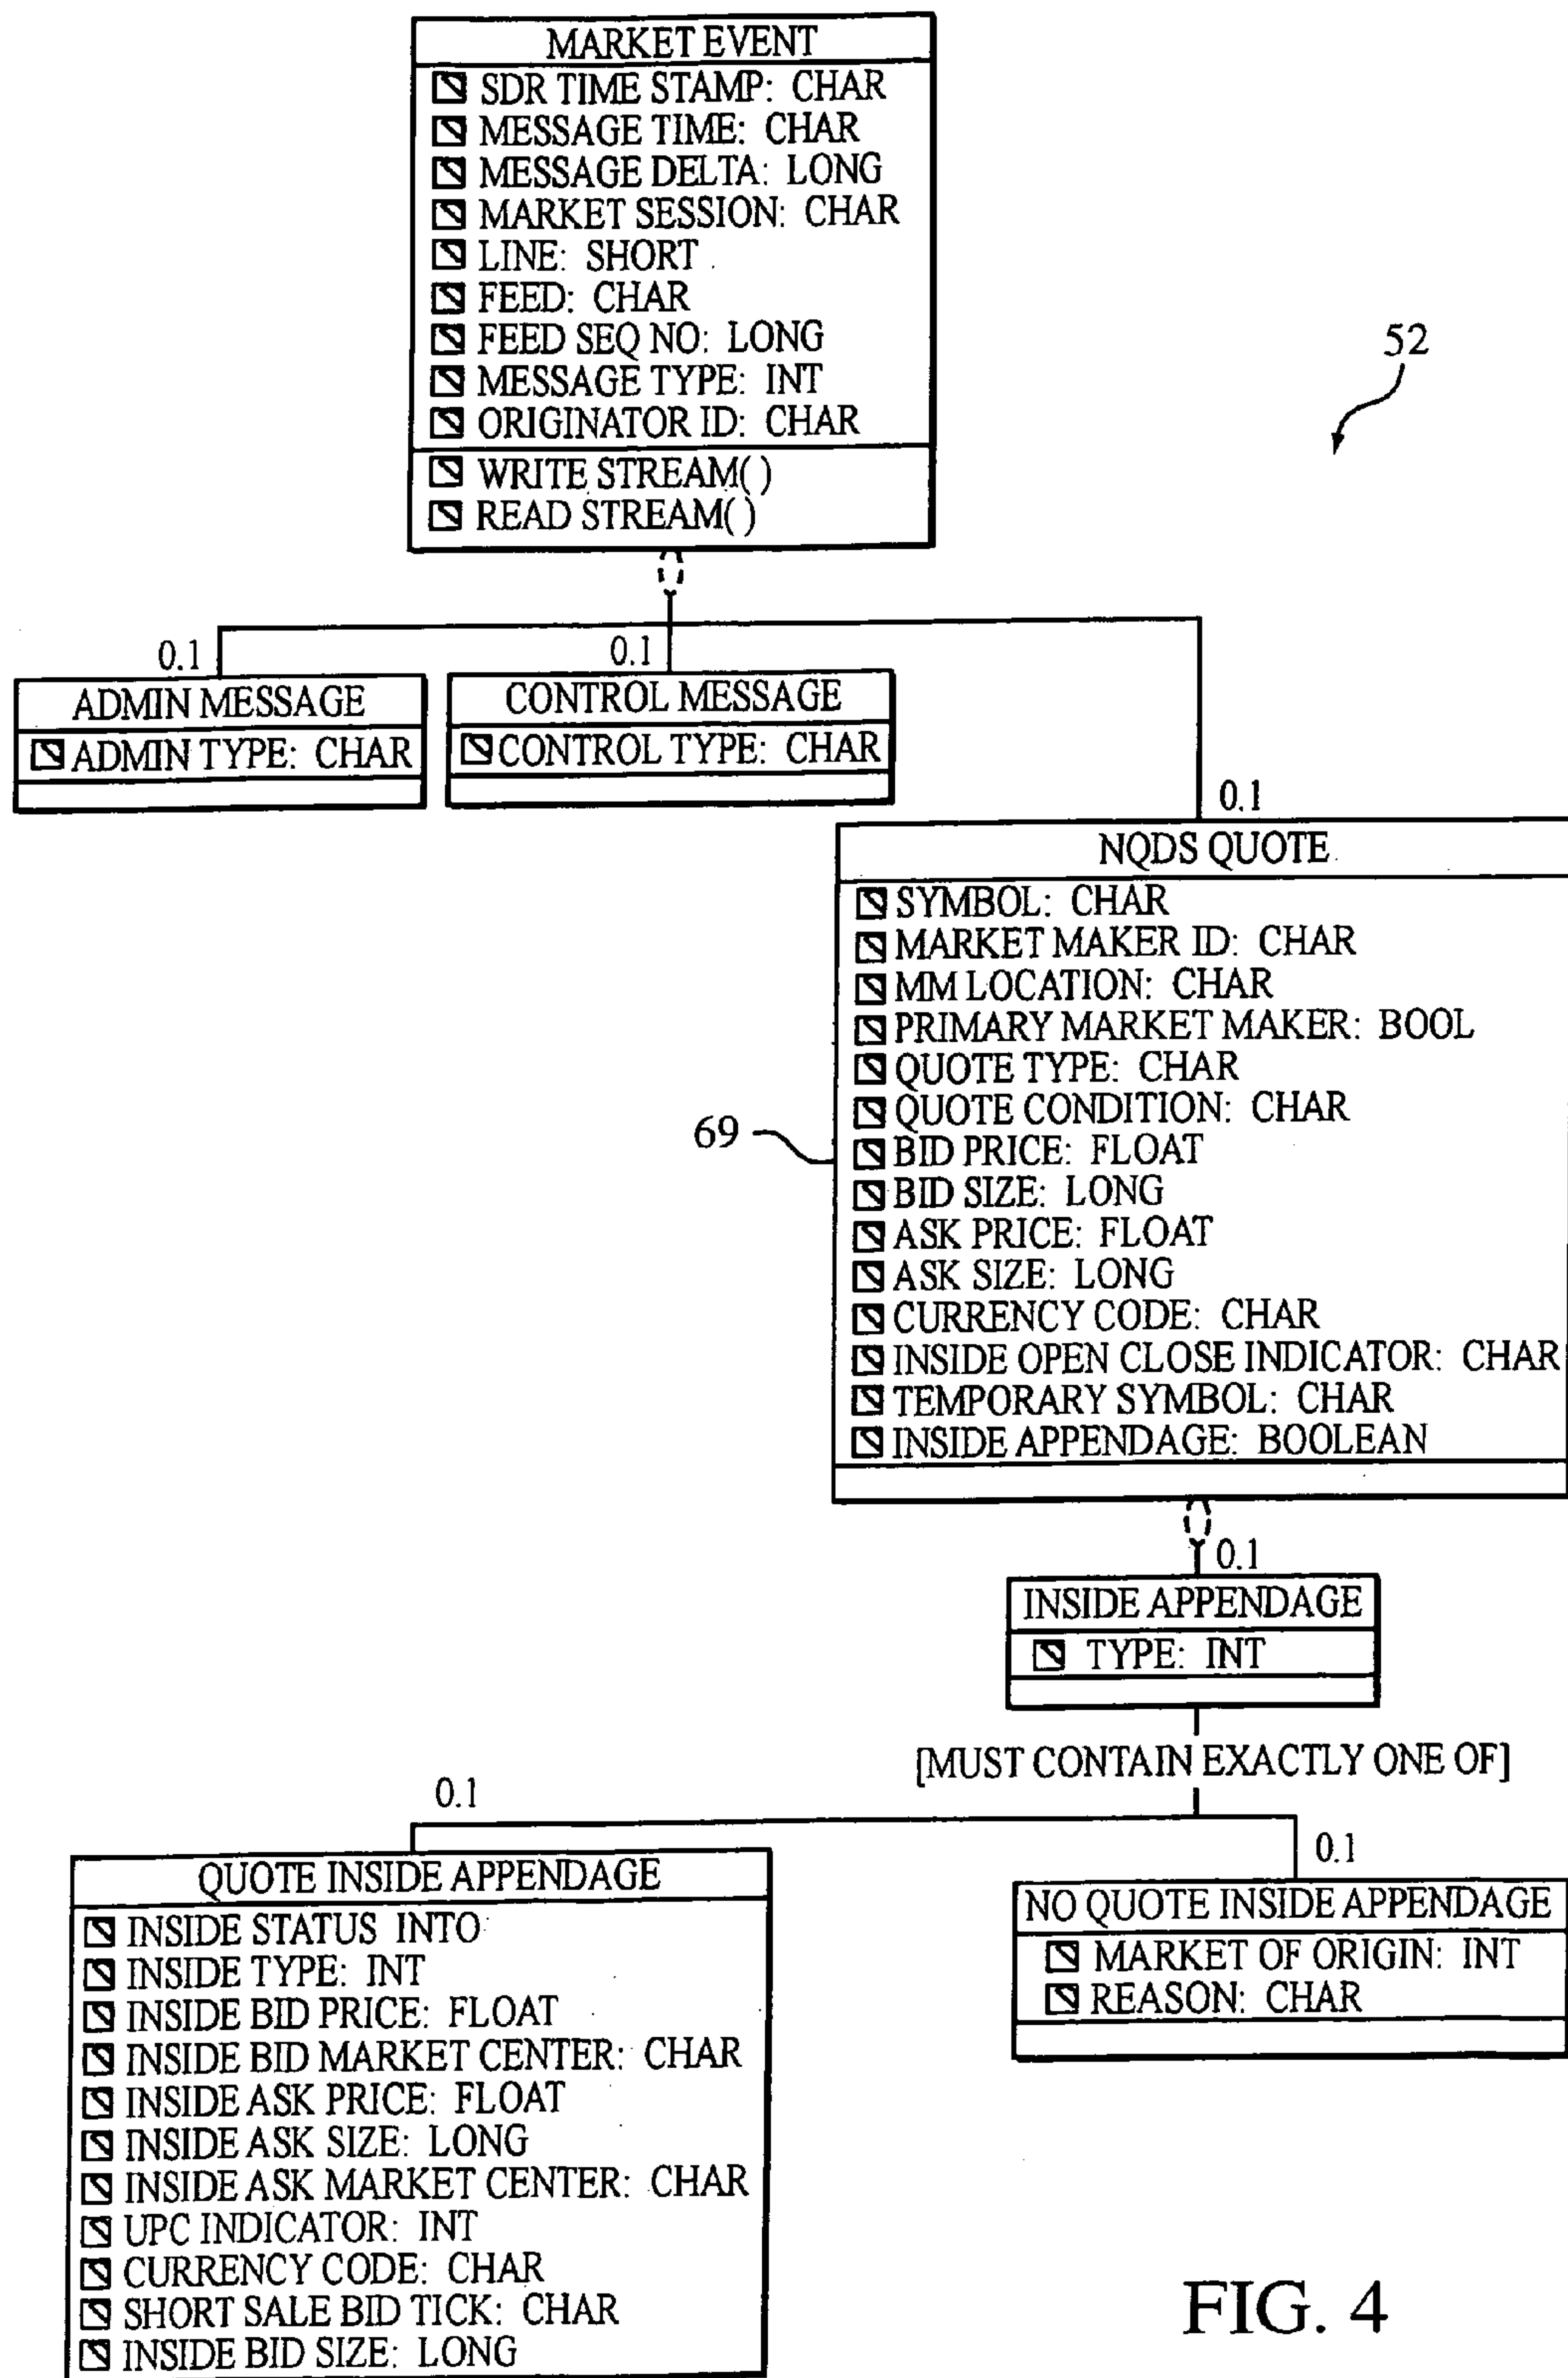 MARKET EVENT
SDR TIME STAMP: CHAR
MESSAGE TIME: CHAR
MESSAGE DELTA: LONG
MARKET SESSION: CHAR
LINE: SHORT
FEED: CHAR
FEED SEQ NO: LONG
MESSAGE TYPE: INT
ORIGINATOR ID: CHAR
WRITE STREAM( )
READ STREAM( )
52
0.1
ADMIN MESSAGE
ADMIN TYPE: CHAR
0.1
CONTROL MESSAGE
CONTROL TYPE: CHAR
0.1
NQDS QUOTE
SYMBOL: CHAR
MARKET MAKER ID: CHAR
MM LOCATION: CHAR
PRIMARY MARKET MAKER: BOOL
QUOTE TYPE: CHAR
QUOTE CONDITION: CHAR
BID PRICE: FLOAT
BID SIZE: LONG
ASK PRICE: FLOAT
ASK SIZE: LONG
CURRENCY CODE: CHAR
INSIDE OPEN CLOSE INDICATOR: CHAR
TEMPORARY SYMBOL: CHAR
INSIDE APPENDAGE: BOOLEAN
69
0.1
INSIDE APPENDAGE
TYPE: INT
[MUST CONTAIN EXACTLY ONE OF]
0.1
QUOTE INSIDE APPENDAGE
INSIDE STATUS INTO
INSIDE TYPE: INT
INSIDE BID PRICE: FLOAT
INSIDE BID MARKET CENTER: CHAR
INSIDE ASK PRICE: FLOAT
INSIDE ASK SIZE: LONG
INSIDE ASK MARKET CENTER: CHAR
UPC INDICATOR: INT
CURRENCY CODE: CHAR
SHORT SALE BID TICK: CHAR
INSIDE BID SIZE: LONG
0.1
NO QUOTE INSIDE APPENDAGE
MARKET OF ORIGIN: INT
REASON: CHAR
FIG. 4